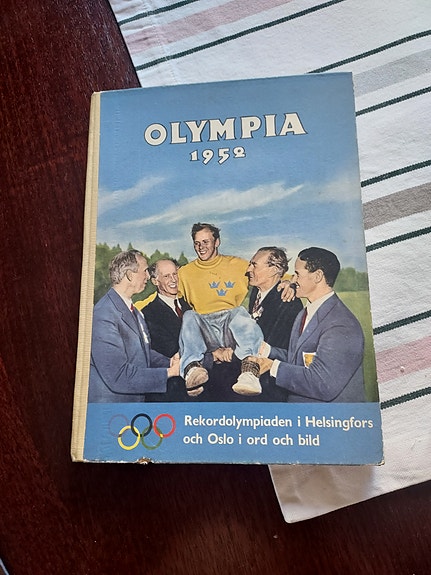 OLYMPIA
1952
Rekordolympiaden i Helsingfors
och Oslo i ord och bild